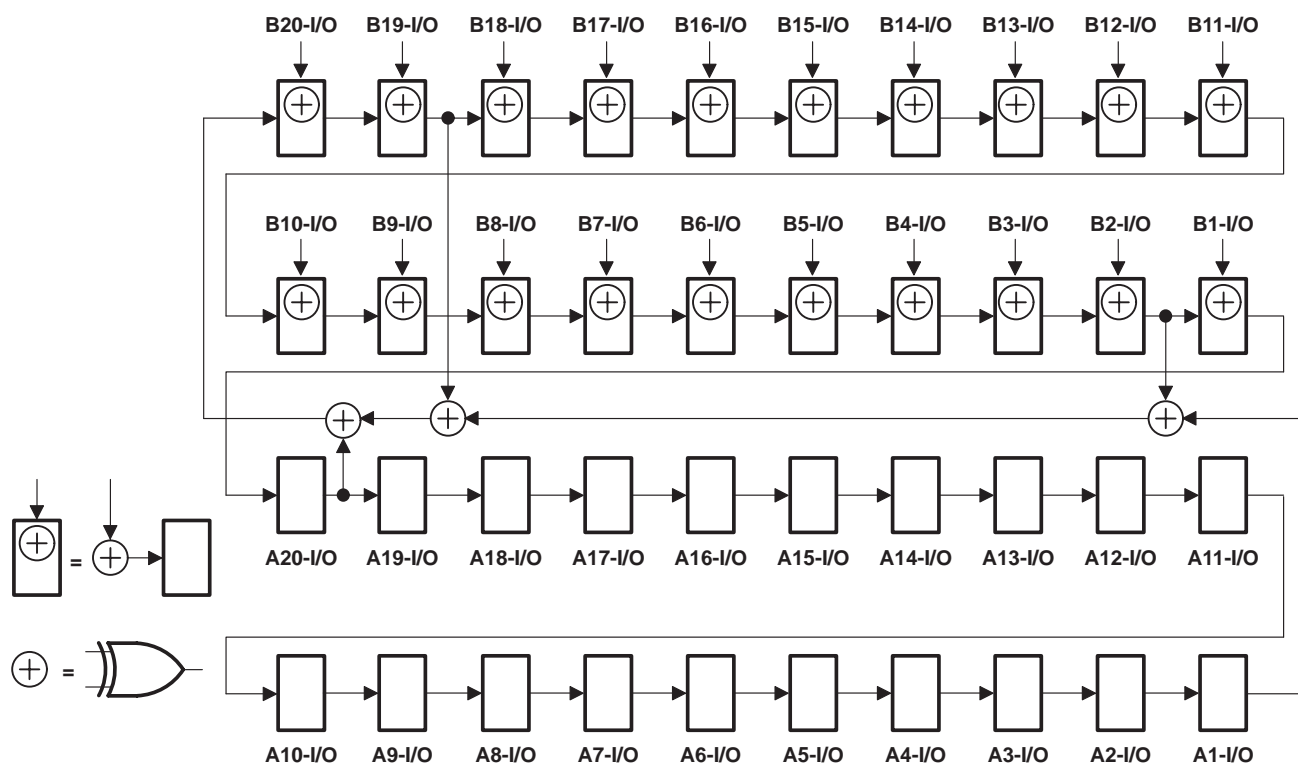 B20-I/O B19-I/O B18-I/O B17-I/O B16-I/O B15-I/O B14-I/O B13-I/O B12-I/O B11-I/O
B10-I/O B9-I/O B8-I/O B7-I/O B6-I/O B5-I/O B4-I/O B3-I/O B2-I/O B1-I/O
A20-I/O A19-I/O A18-I/O A17-I/O A16-I/O A15-I/O A14-I/O A13-I/O A12-I/O A11-I/O
=
=
A10-I/O A9-I/O A8-I/O A7-I/O A6-I/O A5-I/O A4-I/O A3-I/O A2-I/O A1-I/O